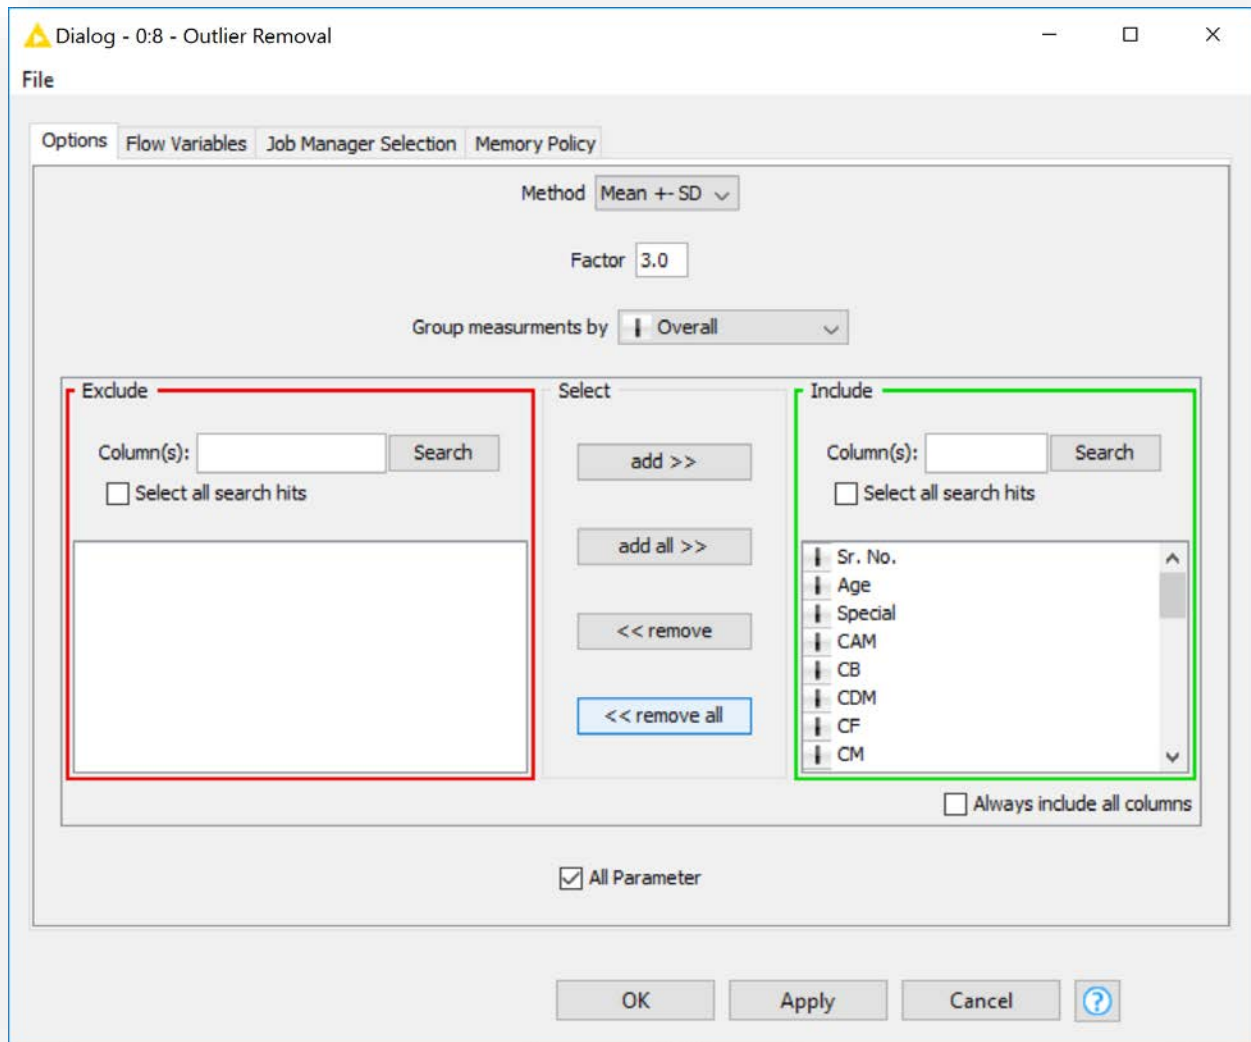 Dialog - 0:8 - Outlier Removal
File
Options Flow Variables Job Manager Selection Memory Policy
Method Mean +- SD
Factor 3.0
Group measurments by Overall
Exclude
Column(s): Search
Select all search hits
Select
add >>
add all >>
<< remove
<< remove all
Include
Column(s): Search
Select all search hits
Sr. No.
Age
Special
CAM
CB
CDM
CF
CM
Always include all columns
All Parameter
OK Apply Cancel ?